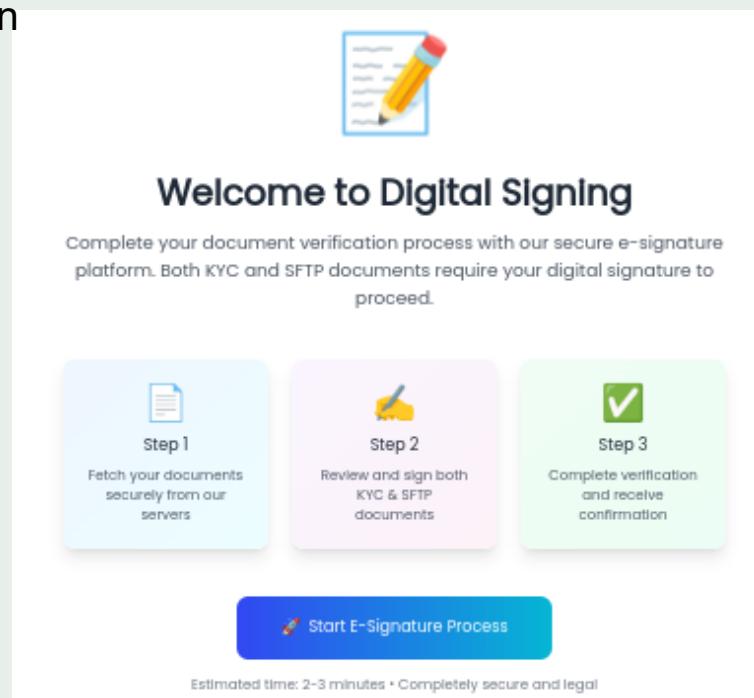 n
Welcome to Digital Signing
Complete your document verification process with our secure e-signature
platform. Both KYC and SFTP documents require your digital signature to
proceed.
Step 1
Fetch your documents
securely from our
servers
Step 2
Review and sign both
KYC & SFTP
documents
Step 3
Complete verification
and receive
confirmation
🚀 Start E-Signature Process
Estimated time: 2-3 minutes • Completely secure and legal